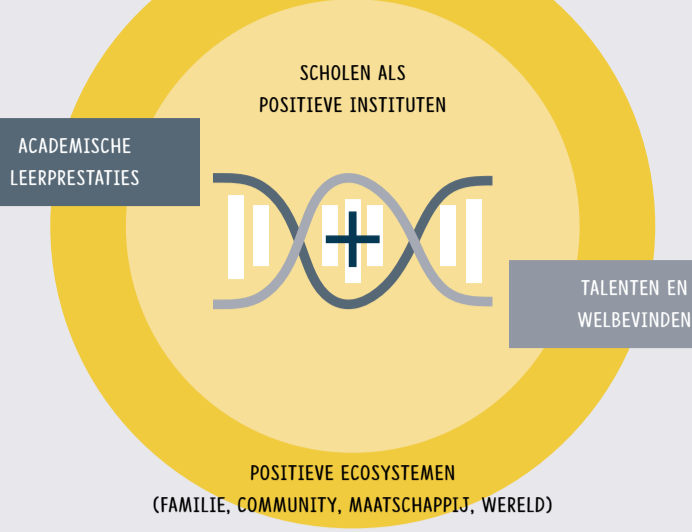 SCHOLEN ALS
POSITIEVE INSTITUTEN
ACADEMISCHE
LEERPRESTATIES
TALENTEN EN
WELBEVINDEN
POSITIEVE ECOSYSTEMEN
(FAMILIE, COMMUNITY, MAATSCHAPPIJ, WERELD)